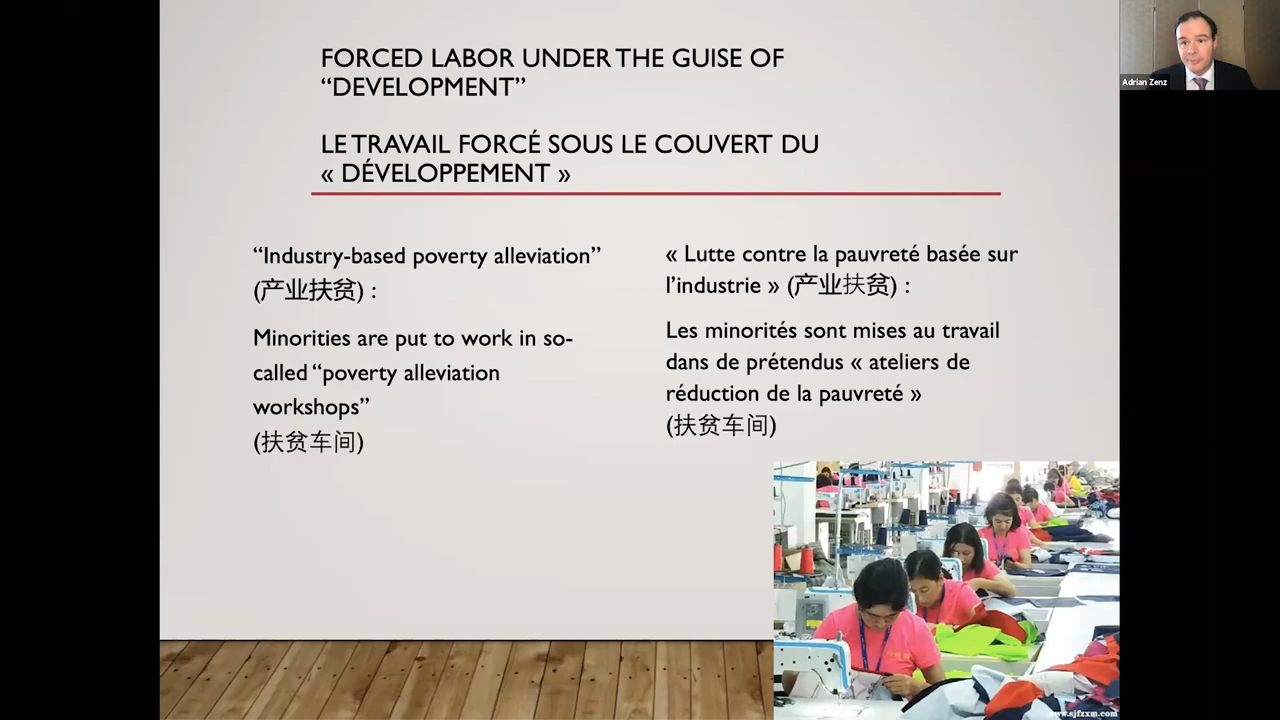 FORCED LABOR UNDER THE GUISE OF
“DEVELOPMENT”
LE TRAVAIL FORCÉ SOUS LE COUVERT DU
« DÉVELOPPEMENT »
“Industry-based poverty alleviation”
(产业扶贫) :
Minorities are put to work in so-
called “poverty alleviation
workshops”
(扶贫车间)
« Lutte contre la pauvreté basée sur
l’industrie » (产业扶贫) :
Les minorités sont mises au travail
dans de prétendus « ateliers de
réduction de la pauvreté »
(扶贫车间)
www.sjfzxm.com
Adrian Zenz